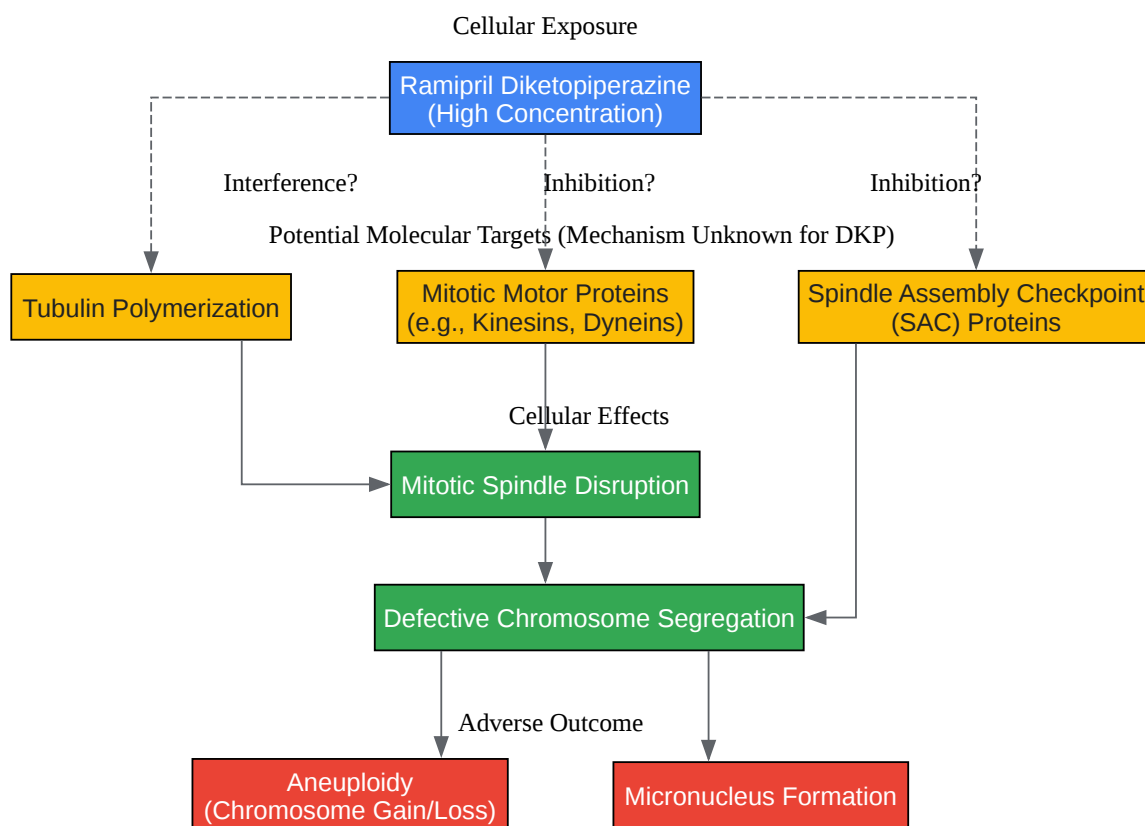 Cellular Exposure
Ramipril Diketopiperazine
(High Concentration)
Interference?
Inhibition?
Inhibition?
Potential Molecular Targets (Mechanism Unknown for DKP)
Tubulin Polymerization
Mitotic Motor Proteins
(e.g., Kinesins, Dyneins)
Spindle Assembly Checkpoint
(SAC) Proteins
Cellular Effects
Mitotic Spindle Disruption
Defective Chromosome Segregation
Adverse Outcome
Aneuploidy
(Chromosome Gain/Loss)
Micronucleus Formation